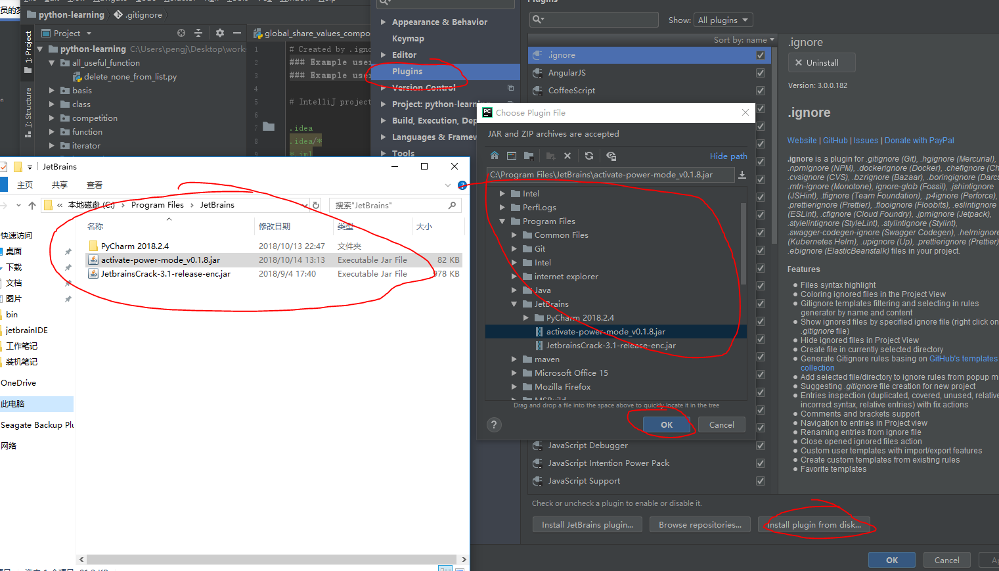 员的梦
python-learning
.gitignore
Project
global_share_values_compo
1: Project
7: Structure
python-learning C:\Users\pengj\Desktop\works
all_useful_function
delete_none_from_list.py
basis
class
competition
function
iterator
1
2
3
4
5
6
7
8
9
# Created by .igno
### Example user
### Example user
# IntelliJ project
.idea
.idea/*
*.iml
Appearance & Behavior
Keymap
Editor
Plugins
Version Control
Project: python-learning
Build, Execution, Dep
Languages & Framew
Tools
Plugins
Show: All plugins
Sort by: name
.ignore
AngularJS
CoffeeScript
JavaScript Debugger
JavaScript Intention Power Pack
JavaScript Support
Check or uncheck a plugin to enable or disable it.
Install JetBrains plugin...
Browse repositories...
Install plugin from disk...
OK
Cancel
Ap
.ignore
Uninstall
Version: 3.0.0.182
.ignore
Website | GitHub | Issues | Donate with PayPal
.ignore is a plugin for .gitignore (Git), .hgignore (Mercurial),
.npmignore (NPM), .dockerignore (Docker), .chefignore (Ch
.cvsignore (CVS), .bzrignore (Bazaar), .boringignore (Darcs
.mtn-ignore (Monotone), ignore-glob (Fossil), .jshintignore
(JSHint), .tfignore (Team Foundation), .p4ignore (Perforce),
.prettierignore (Prettier), .flooignore (Floobits), .eslintignore
(ESLint), .cfignore (Cloud Foundry), .jpmignore (Jetpack),
.stylelintignore (StyleLint), .stylintignore (Stylint),
.swagger-codegen-ignore (Swagger Codegen), .helmignore
(Kubernetes Helm), .upignore (Up), .prettierignore (Prettier)
.ebignore (ElasticBeanstalk) files in your project.
Features
Files syntax highlight
Coloring ignored files in the Project View
Gitignore templates filtering and selecting in rules
generator by name and content
Show ignored files by specified ignore file (right click on
.gitignore file)
Hide ignored files in Project View
Create file in currently selected directory
Generate Gitignore rules basing on GitHub's templates
collection
Add selected file/directory to ignore rules from popup m
Suggesting .gitignore file creation for new project
Entries inspection (duplicated, covered, unused, relative
incorrect syntax, relative entries) with fix actions
Comments and brackets support
Navigation to entries in Project view
Renaming entries from ignore file
Close opened ignored files action
Custom user templates with import/export features
Create custom templates from existing rules
Favorite templates
PC Choose Plugin File
JAR and ZIP archives are accepted
Hide path
C:\Program Files\JetBrains\activate-power-mode_v0.1.8.jar
Intel
PerfLogs
Program Files
Common Files
Git
Intel
internet explorer
Java
JetBrains
PyCharm 2018.2.4
activate-power-mode_v0.1.8.jar
JetbrainsCrack-3.1-release-enc.jar
maven
Microsoft Office 15
Mozilla Firefox
MSBuild
Drag and drop a file into the space above to quickly locate it in the tree
?
OK
Cancel
JetBrains
主页 共享 查看
« 本地磁盘 (C:) › Program Files › JetBrains
搜索"JetBrains"
名称 修改日期 类型 大小
PyCharm 2018.2.4 2018/10/13 22:47 文件夹
activate-power-mode_v0.1.8.jar 2018/10/14 13:13 Executable Jar File 82 KB
JetbrainsCrack-3.1-release-enc.jar 2018/9/4 17:40 Executable Jar File 978 KB
快速访问
桌面
下载
文档
图片
bin
jetbrainIDE
工作笔记
装机笔记
OneDrive
此电脑
Seagate Backup Plu
网络